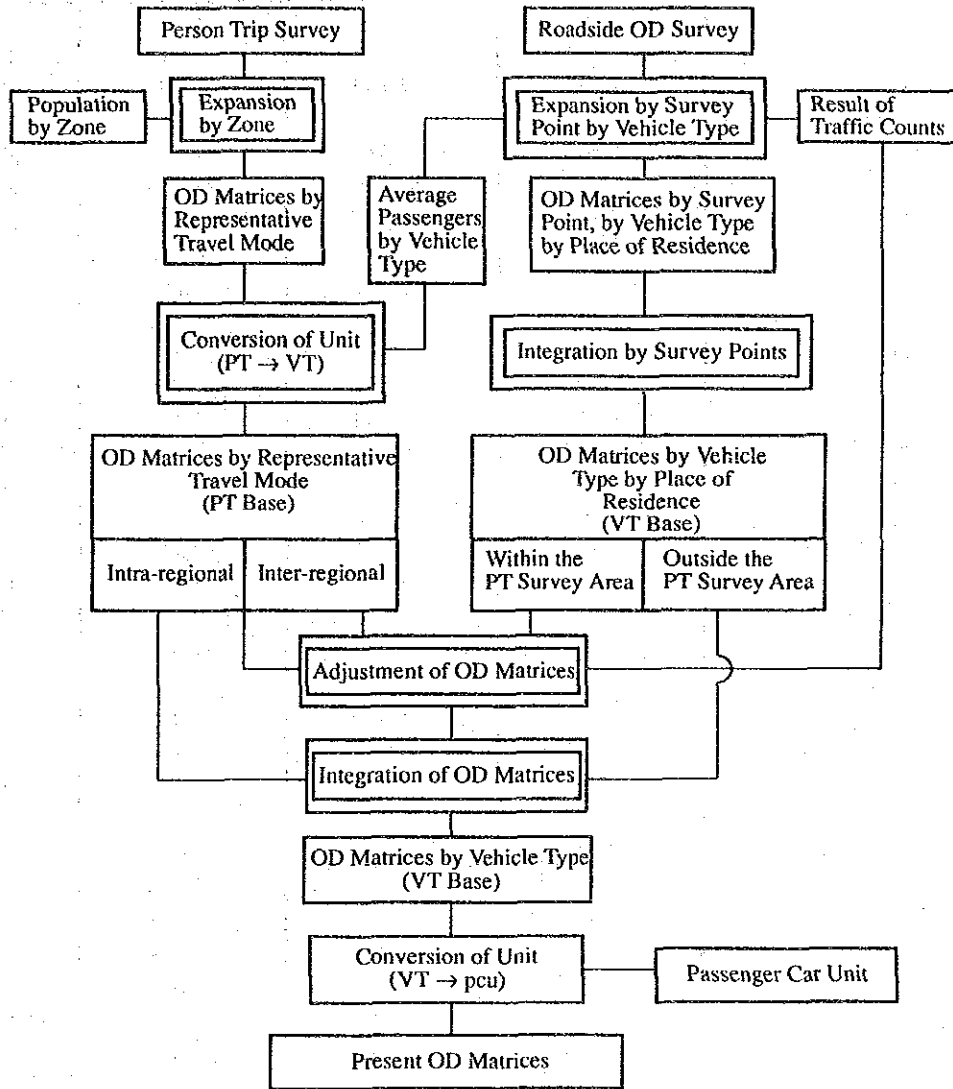 Person Trip Survey
Roadside OD Survey
Population
by Zone
Expansion
by Zone
Expansion by Survey
Point by Vehicle Type
Result of
Traffic Counts
OD Matrices by
Representative
Travel Mode
Average
Passengers
by Vehicle
Type
OD Matrices by Survey
Point, by Vehicle Type
by Place of Residence
Conversion of Unit
(PT → VT)
Integration by Survey Points
OD Matrices by Representative
Travel Mode
(PT Base)
OD Matrices by Vehicle
Type by Place of
Residence
(VT Base)
Intra-regional
Inter-regional
Within the
PT Survey Area
Outside the
PT Survey Area
Adjustment of OD Matrices
Integration of OD Matrices
OD Matrices by Vehicle Type
(VT Base)
Conversion of Unit
(VT → pcu)
Passenger Car Unit
Present OD Matrices